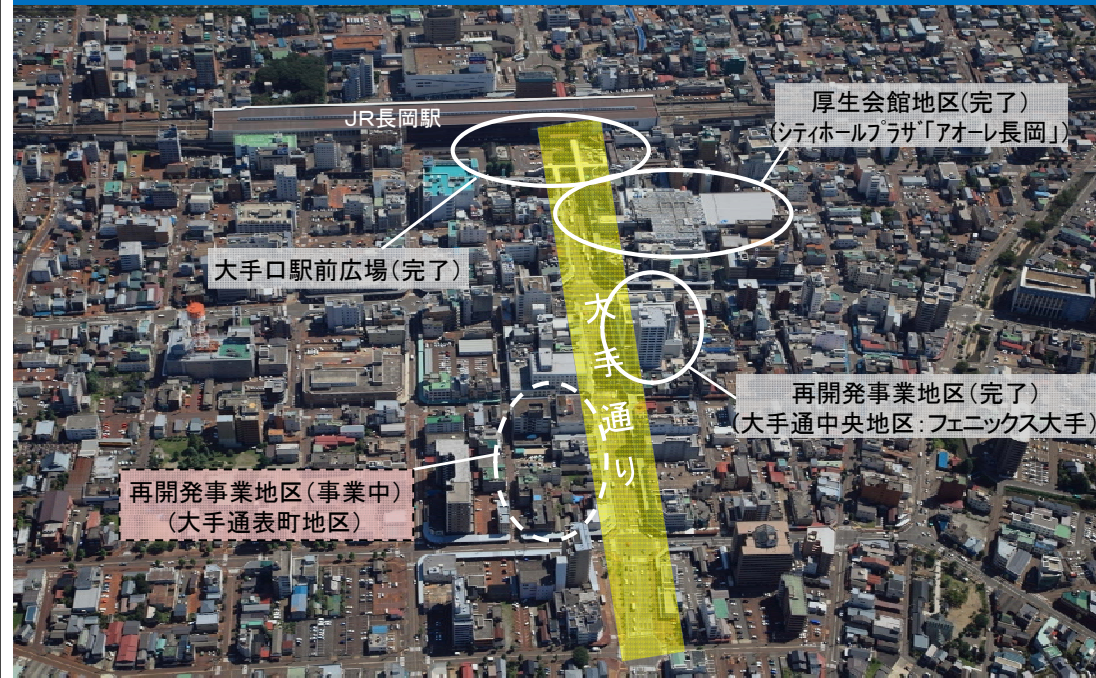 JR長岡駅
厚生会館地区(完了)
(シティホールプラザ「アオーレ長岡」)
大手口駅前広場(完了)
大手通り
再開発事業地区(完了)
(大手通中央地区:フェニックス大手)
再開発事業地区(事業中)
(大手通表町地区)